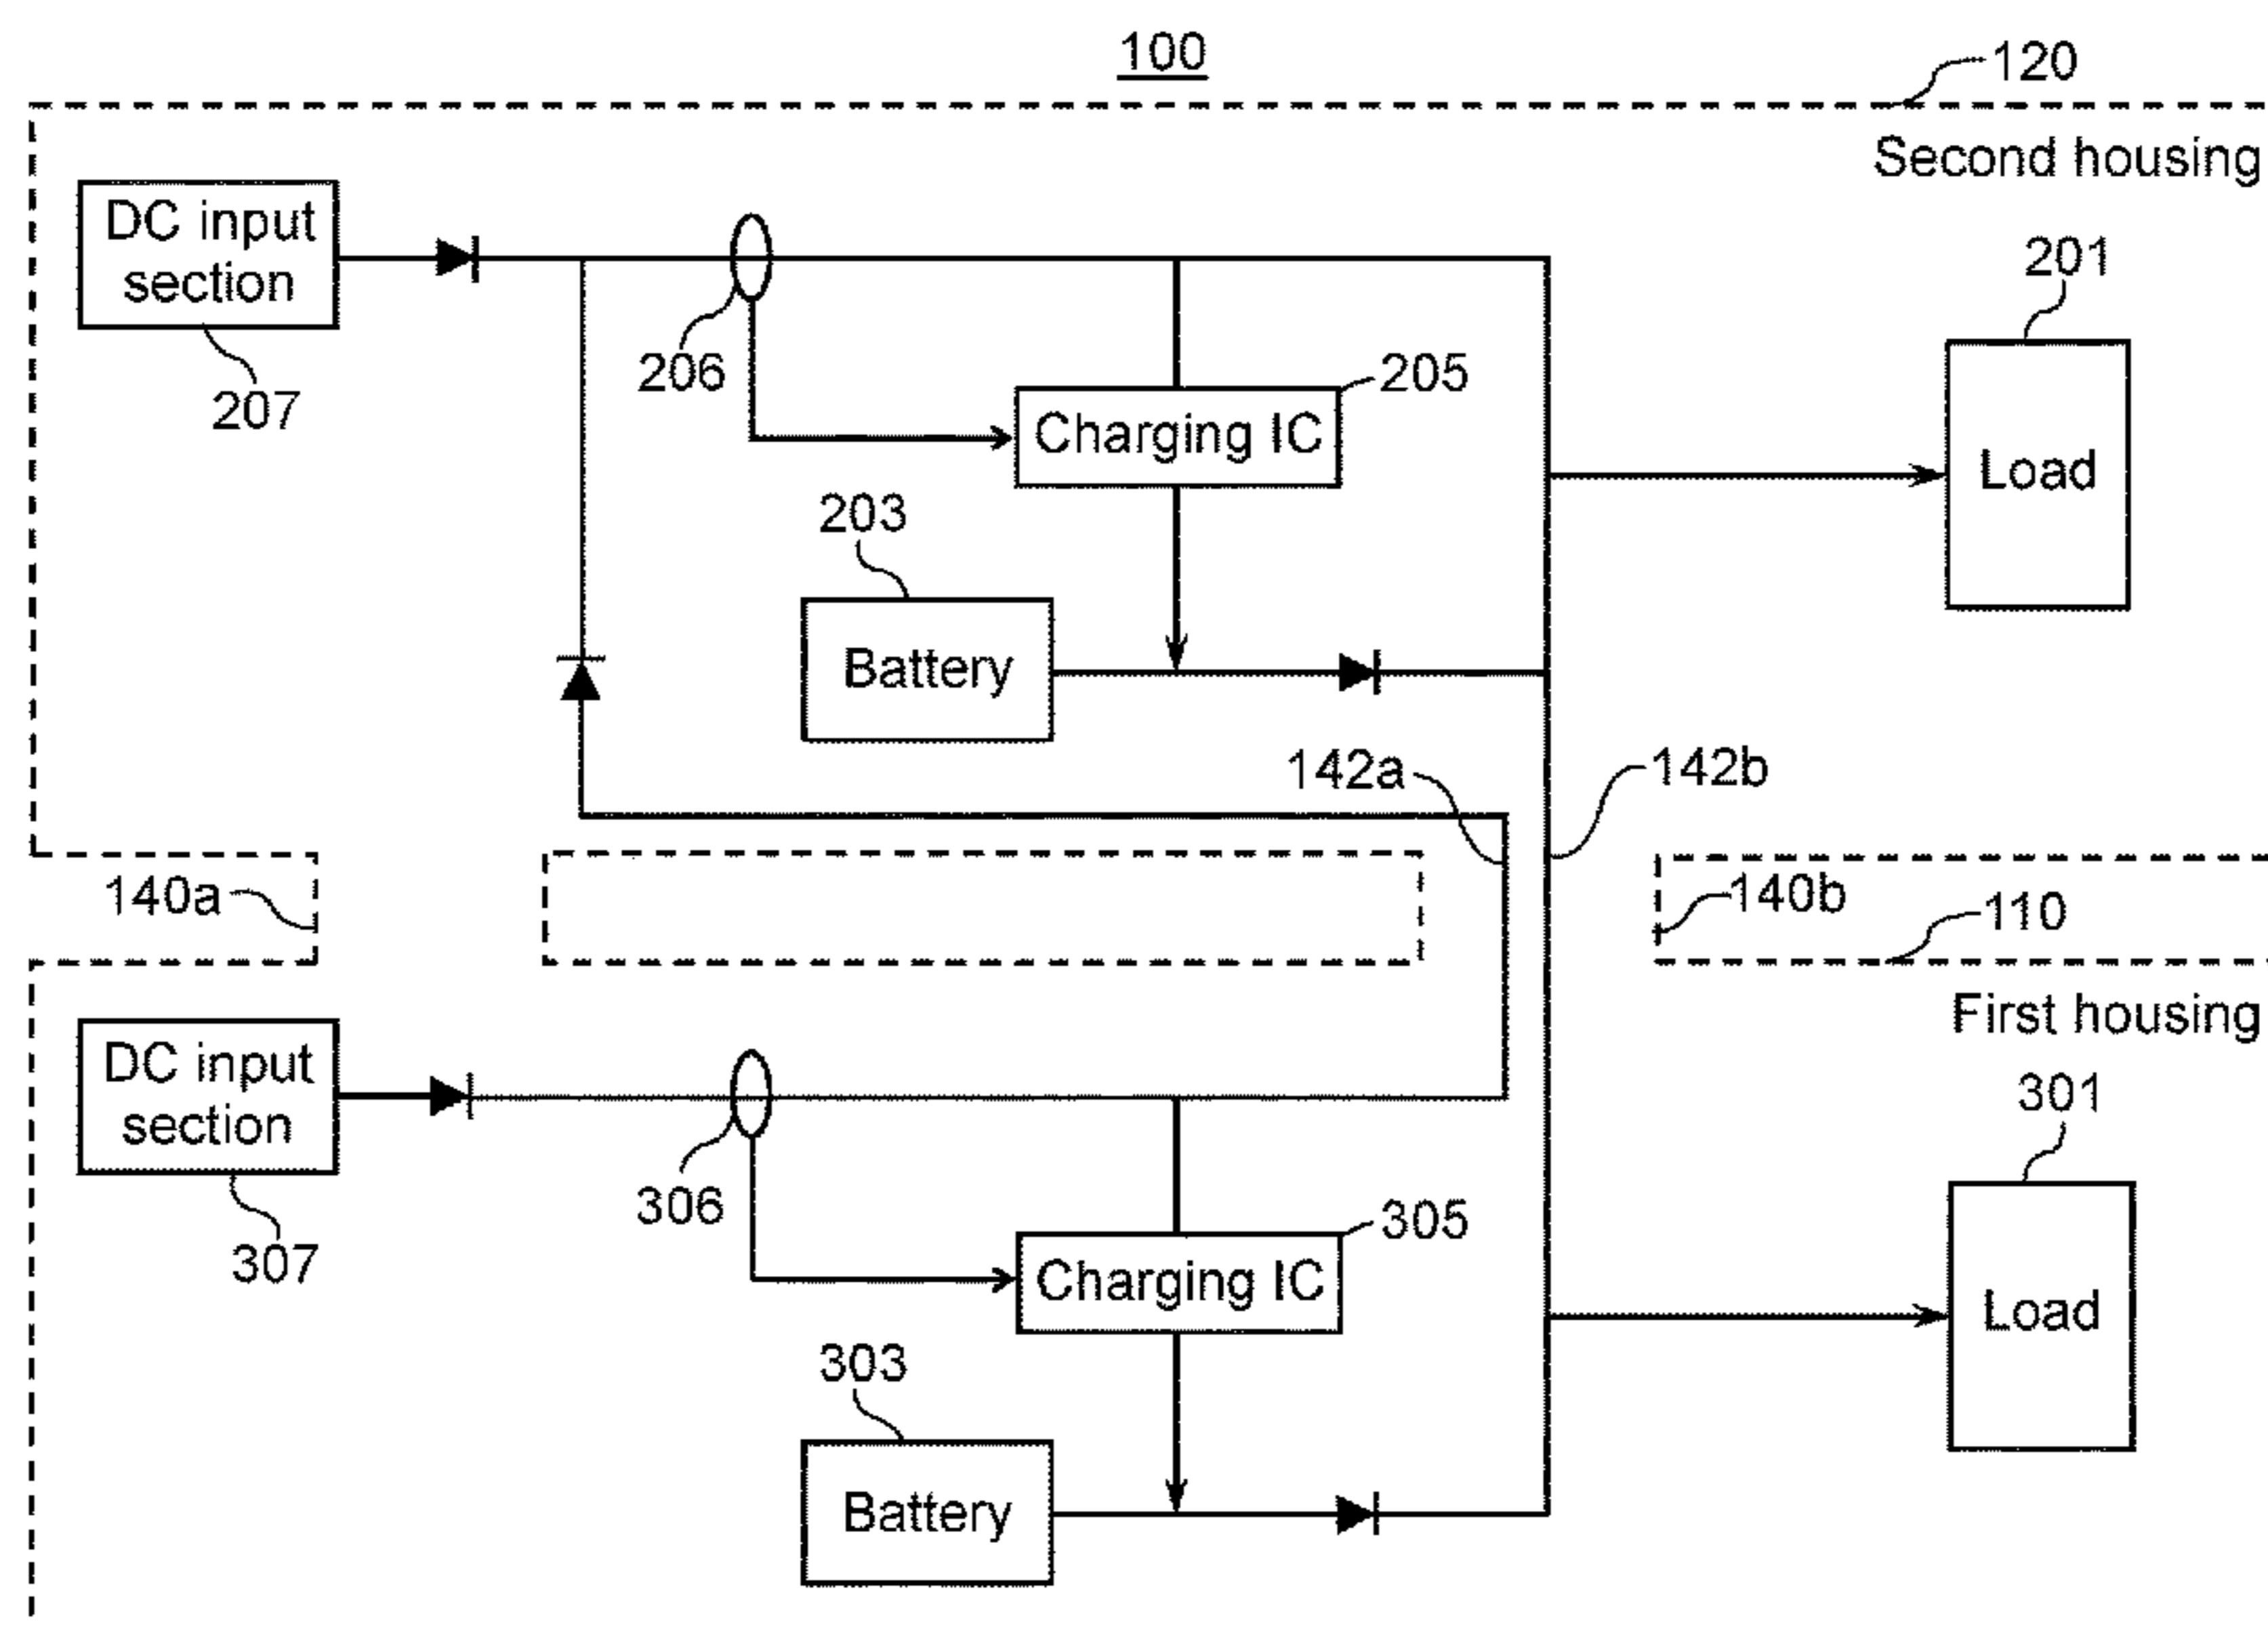 100
120
Second housing
DC input
section
207
206
201
Load
205
Charging IC
203
Battery
142a
142b
140a
140b
110
First housing
DC input
section
307
306
301
Load
305
Charging IC
303
Battery